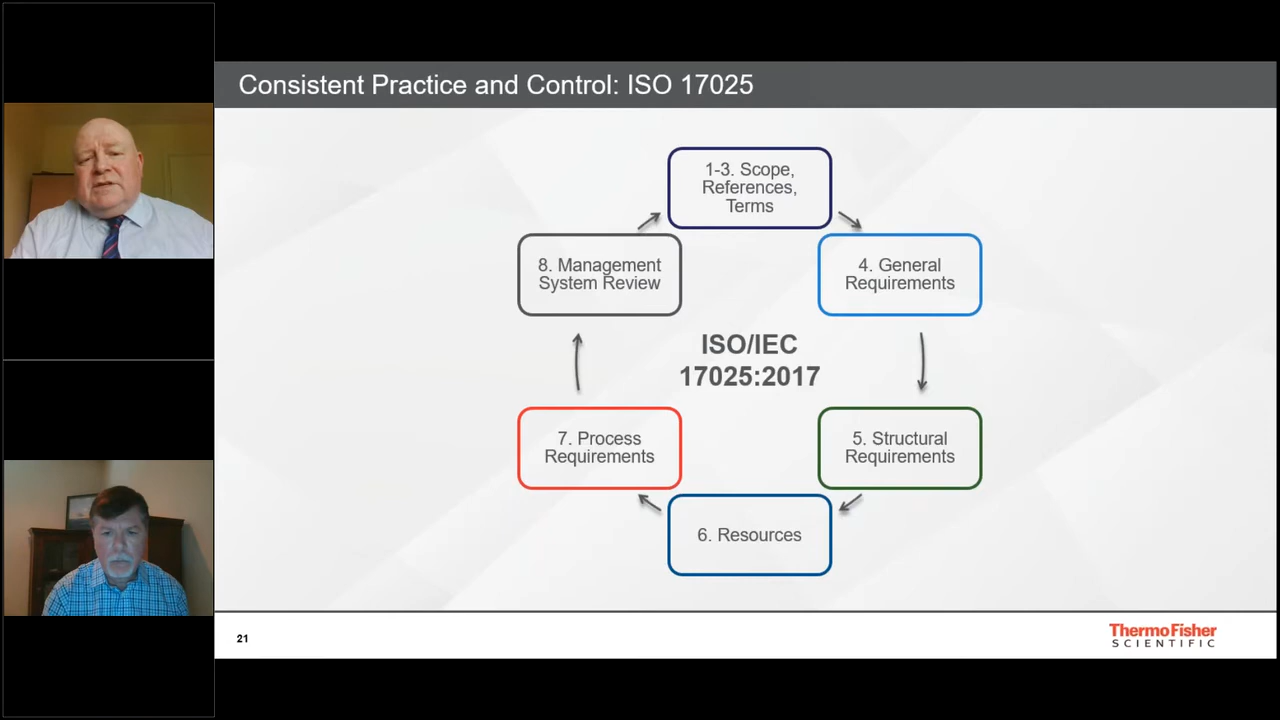 Consistent Practice and Control: ISO 17025
1-3. Scope,
References,
Terms
4. General
Requirements
5. Structural
Requirements
6. Resources
7. Process
Requirements
8. Management
System Review
ISO/IEC
17025:2017
21
ThermoFisher
SCIENTIFIC